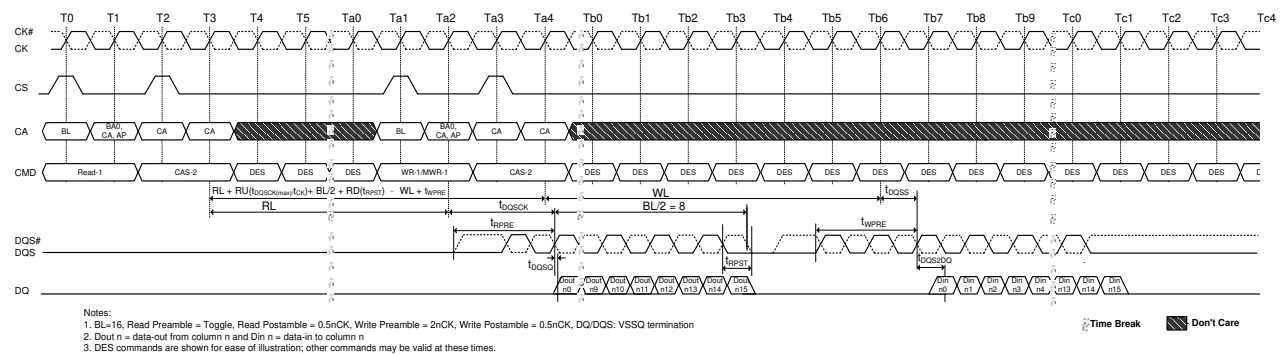 T0 T1 T2 T3 T4 T5 Ta0 Ta1 Ta2 Ta3 Ta4 Tb0 Tb1 Tb2 Tb3 Tb4 Tb5 Tb6 Tb7 Tb8 Tb9 Tc0 Tc1 Tc2 Tc3 Tc4
CK#
CK
CS
CA BL BA0, CA, AP CA CA BL BA0, CA, AP CA CA
CMD Read-1 CAS-2 DES DES DES WR-1/MWR-1 CAS-2 DES DES DES DES DES DES DES DES DES DES DES DES DES DES
RL + RU(tDQSCK(max)/tCK)+ BL/2 + RD(tRPST) - WL + tWPRE WL tDQSS
RL tDQSCK BL/2 = 8
tRPRE tWPRE
DQS#
DQS
tDQSQ tRPST tDQS2DQ
DQ Dout n0 Dout n9 Dout n10 Dout n11 Dout n12 Dout n13 Dout n14 Dout n15 Din n0 Din n1 Din n2 Din n3 Din n4 Din n13 Din n14 Din n15
Notes:
1. BL=16, Read Preamble = Toggle, Read Postamble = 0.5nCK, Write Preamble = 2nCK, Write Postamble = 0.5nCK, DQ/DQS: VSSQ termination
2. Dout n = data-out from column n and Din n = data-in to column n
3. DES commands are shown for ease of illustration; other commands may be valid at these times.
Time Break Don't Care